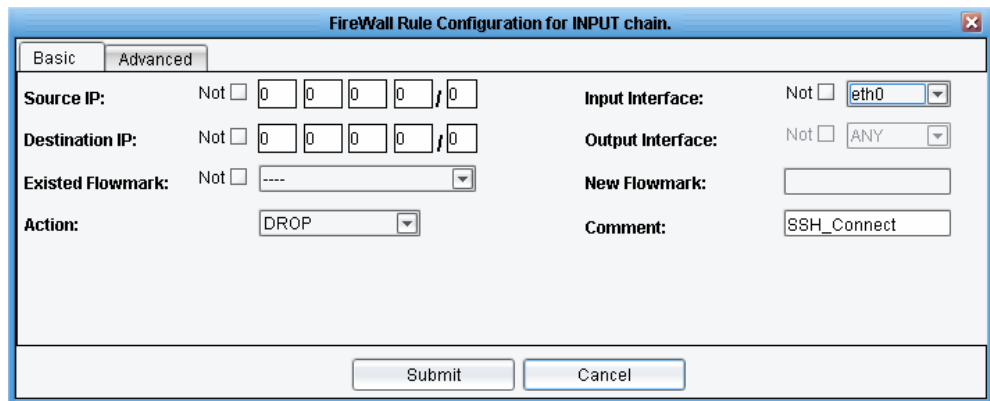 FireWall Rule Configuration for INPUT chain.
Basic Advanced
Source IP: Not 0 0 0 0 / 0 Input Interface: Not eth0
Destination IP: Not 0 0 0 0 / 0 Output Interface: Not ANY
Existed Flowmark: Not ---- New Flowmark:
Action: DROP Comment: SSH_Connect
Submit Cancel